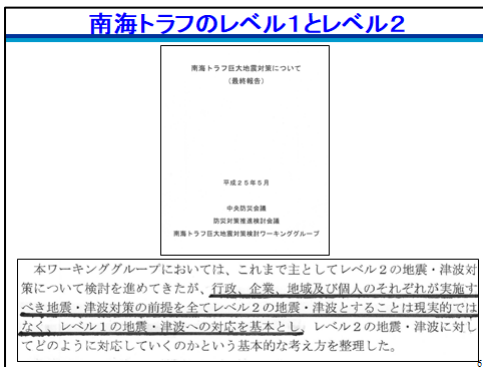 南海トラフのレベル１とレベル２
南海トラフ巨大地震対策について
（最終報告）
平成２５年５月
中央防災会議
防災対策推進検討会議
南海トラフ巨大地震対策検討ワーキンググループ
本ワーキンググループにおいては、これまで主としてレベル２の地震・津波対
策について検討を進めてきたが、行政、企業、地域及び個人のそれぞれが実施す
べき地震・津波対策の前提を全てレベル２の地震・津波とすることは現実的では
なく、レベル１の地震・津波への対応を基本とし、レベル２の地震・津波に対し
てどのように対応していくのかという基本的な考え方を整理した。